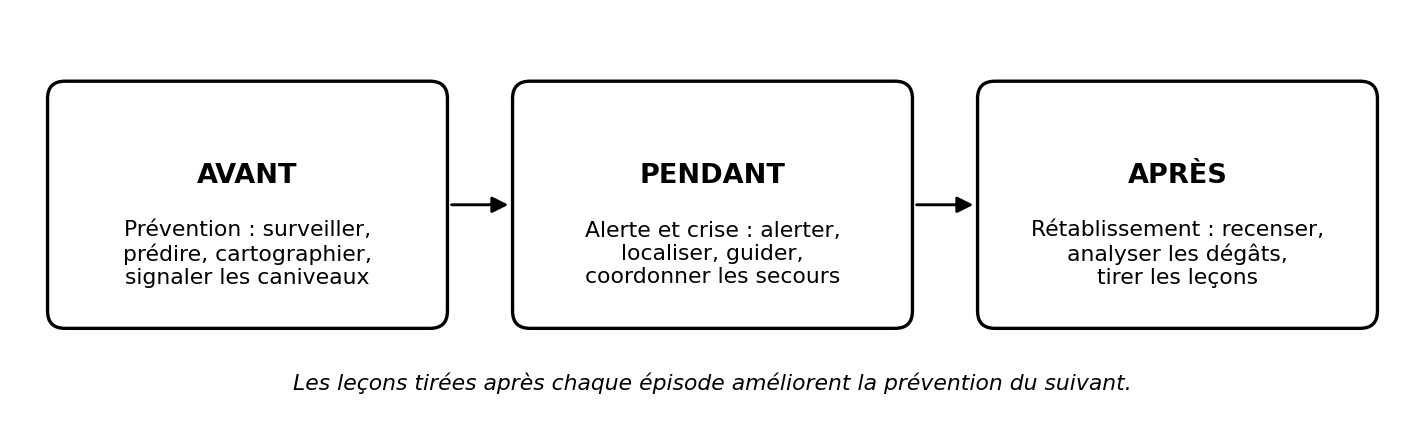 AVANT
Prévention : surveiller,
prédire, cartographier,
signaler les caniveaux
PENDANT
Alerte et crise : alerter,
localiser, guider,
coordonner les secours
APRÈS
Rétablissement : recenser,
analyser les dégâts,
tirer les leçons
Les leçons tirées après chaque épisode améliorent la prévention du suivant.